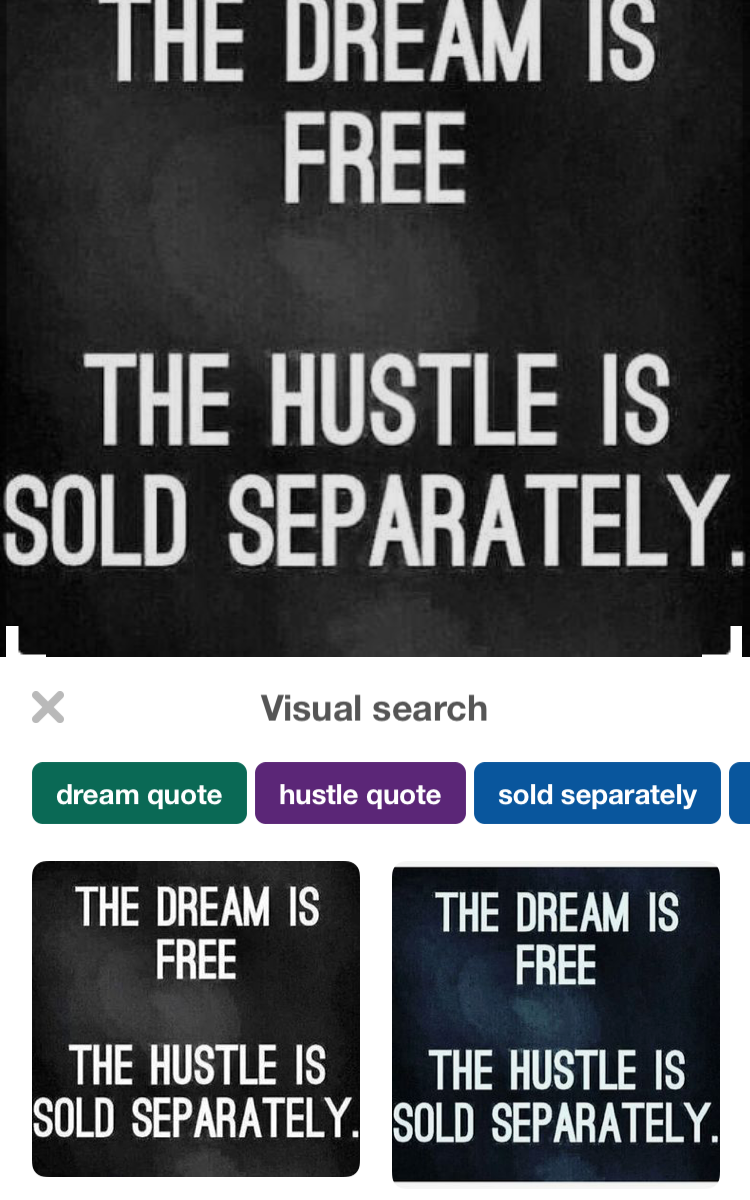 THE DREAM IS
FREE
THE HUSTLE IS
SOLD SEPARATELY.
Visual search
dream quote
hustle quote
sold separately
THE DREAM IS
FREE
THE HUSTLE IS
SOLD SEPARATELY.
THE DREAM IS
FREE
THE HUSTLE IS
SOLD SEPARATELY.